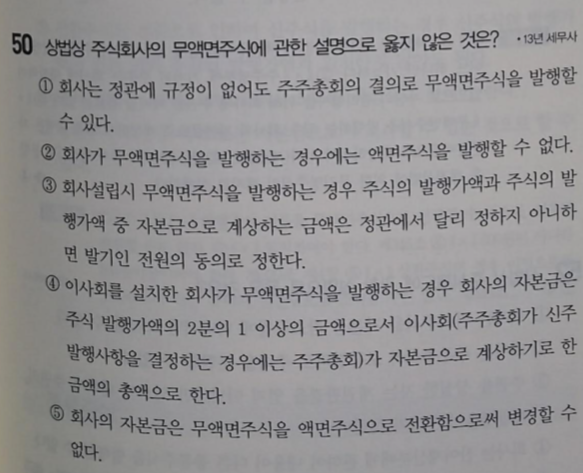 50 상법상 주식회사의 무액면주식에 관한 설명으로 옳지 않은 것은? •13년 세무사
① 회사는 정관에 규정이 없어도 주주총회의 결의로 무액면주식을 발행할
수 있다.
② 회사가 무액면주식을 발행하는 경우에는 액면주식을 발행할 수 없다.
③ 회사설립시 무액면주식을 발행하는 경우 주식의 발행가액과 주식의 발
행가액 중 자본금으로 계상하는 금액은 정관에서 달리 정하지 아니하
면 발기인 전원의 동의로 정한다.
④ 이사회를 설치한 회사가 무액면주식을 발행하는 경우 회사의 자본금은
주식 발행가액의 2분의 1 이상의 금액으로서 이사회(주주총회가 신주
발행사항을 결정하는 경우에는 주주총회)가 자본금으로 계상하기로 한
금액의 총액으로 한다.
⑤ 회사의 자본금은 무액면주식을 액면주식으로 전환함으로써 변경할 수
없다.